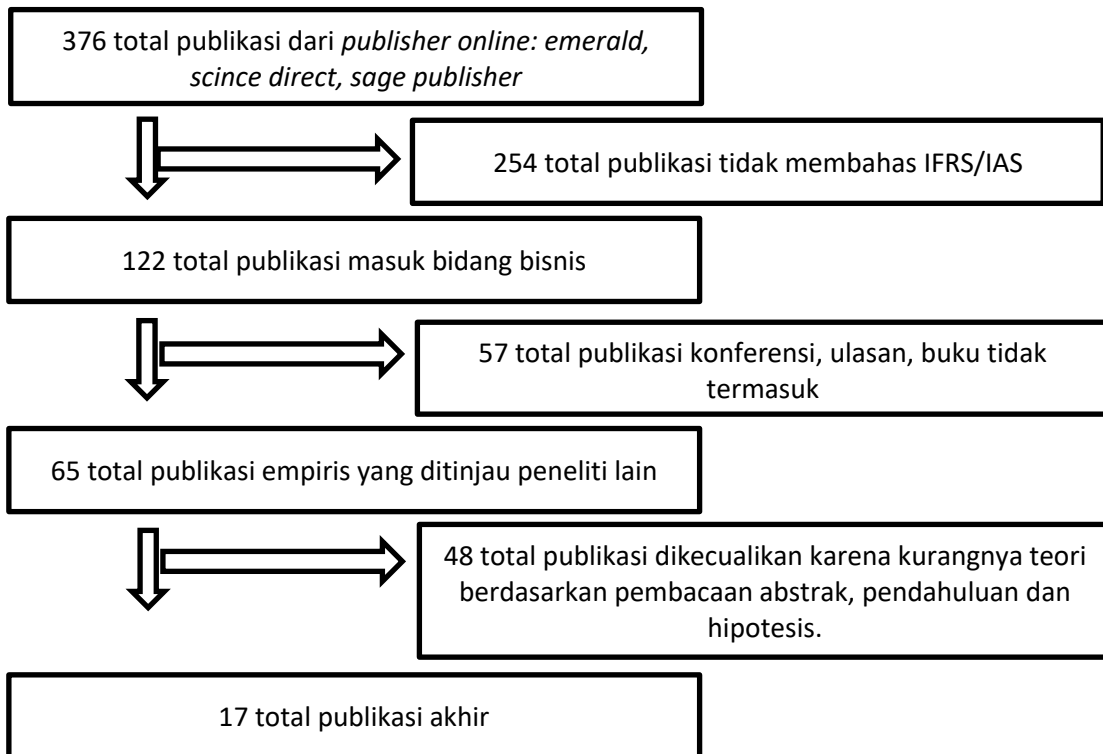 376 total publikasi dari publisher online: emerald,
scince direct, sage publisher
254 total publikasi tidak membahas IFRS/IAS
122 total publikasi masuk bidang bisnis
57 total publikasi konferensi, ulasan, buku tidak
termasuk
65 total publikasi empiris yang ditinjau peneliti lain
48 total publikasi dikecualikan karena kurangnya teori
berdasarkan pembacaan abstrak, pendahuluan dan
hipotesis.
17 total publikasi akhir